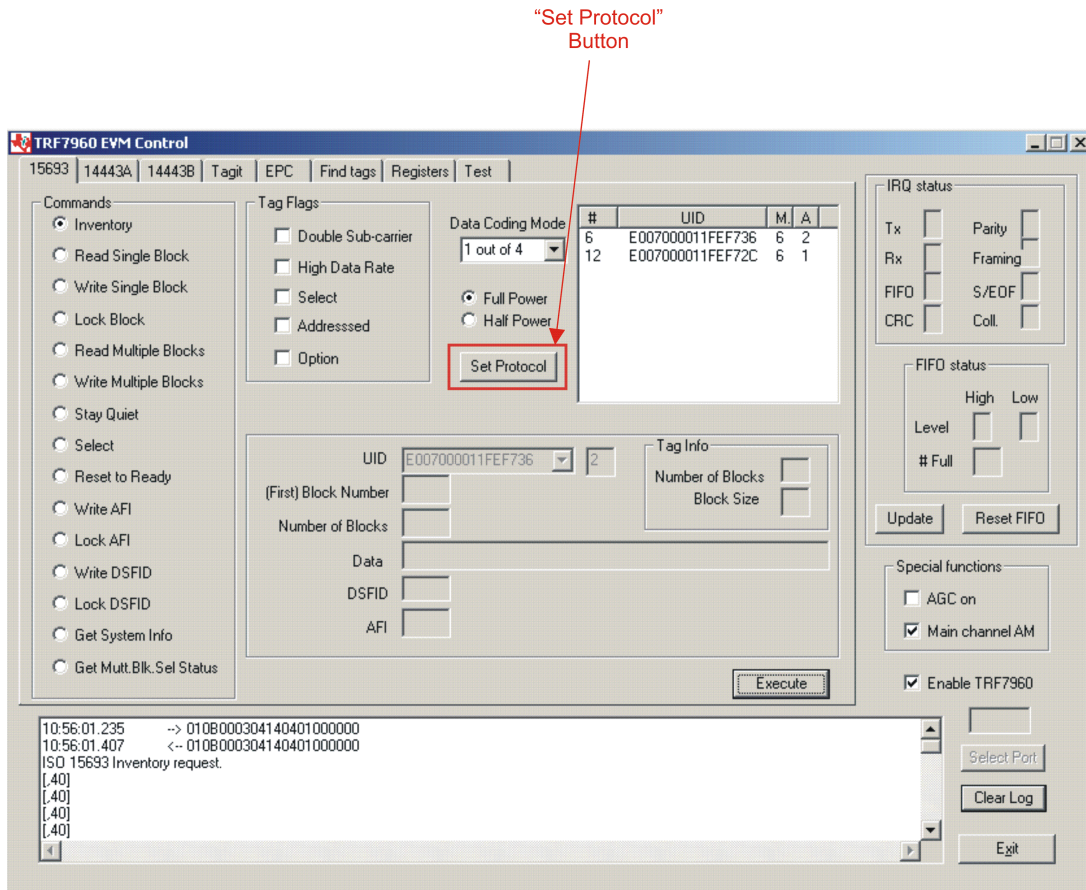 “Set Protocol”
Button
TRF7960 EVM Control
15693 14443A 14443B Tagit EPC Find tags Registers Test
Commands
Inventory
Read Single Block
Write Single Block
Lock Block
Read Multiple Blocks
Write Multiple Blocks
Stay Quiet
Select
Reset to Ready
Write AFI
Lock AFI
Write DSFID
Lock DSFID
Get System Info
Get Mutt.Blk.Sel Status
Tag Flags
Double Sub-carrier
High Data Rate
Select
Addresssed
Option
Data Coding Mode
1 out of 4
Full Power
Half Power
Set Protocol
# UID M. A
6 E007000011FEF736 6 2
12 E007000011FEF72C 6 1
UID E007000011FEF736 2
(First) Block Number
Number of Blocks
Data
DSFID
AFI
Tag Info
Number of Blocks
Block Size
Execute
IRQ status
Tx Parity
Rx Framing
FIFO S/EOF
CRC Coll.
FIFO status
High Low
Level
# Full
Update Reset FIFO
Special functions
AGC on
Main channel AM
Enable TRF7960
Select Port
Clear Log
Exit
10:56:01.235 --> 010B000304140401000000
10:56:01.407 <-- 010B000304140401000000
ISO 15693 Inventory request.
[,40]
[,40]
[,40]
[,40]